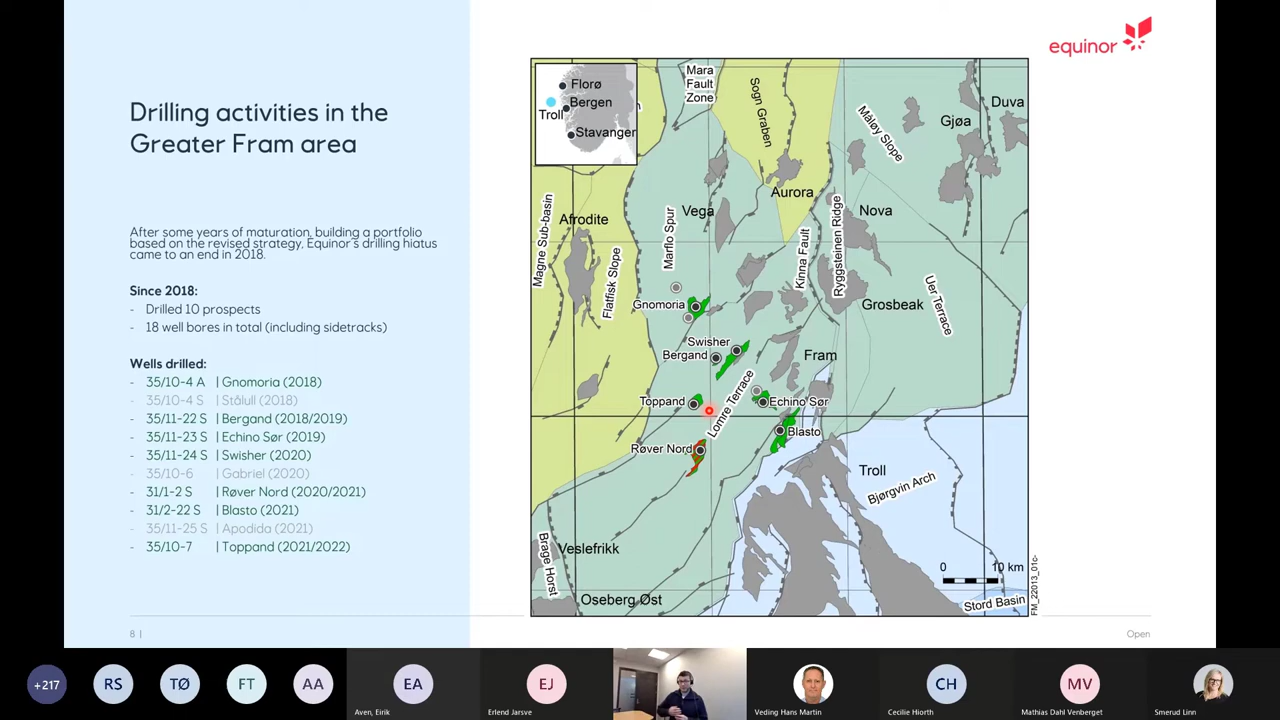 equinor
Drilling activities in the
Greater Fram area
After some years of maturation, building a portfolio
based on the revised strategy, Equinor's drilling hiatus
came to an end in 2018.
Since 2018:
- Drilled 10 prospects
- 18 well bores in total (including sidetracks)
Wells drilled:
- 35/10-4 A | Gnomoria (2018)
- 35/10-4 S | Stålull (2018)
- 35/11-22 S | Bergand (2018/2019)
- 35/11-23 S | Echino Sør (2019)
- 35/11-24 S | Swisher (2020)
- 35/10-6 | Gabriel (2020)
- 31/1-2 S | Røver Nord (2020/2021)
- 31/2-22 S | Blasto (2021)
- 35/11-25 S | Apodida (2021)
- 35/10-7 | Toppand (2021/2022)
Florø
Bergen
Troll
Stavanger
Mara
Fault
Zone
Sogn Graben
Måløy Slope
Duva
Gjøa
Aurora
Magne Sub-basin
Afrodite
Flatfisk Slope
Marflo Spur
Vega
Kinna Fault
Ryggsteinen Ridge
Nova
Uer Terrace
Gnomoria
Grosbeak
Swisher
Bergand
Fram
Toppand
Lomre Terrace
Echino Sør
Blasto
Røver Nord
Troll
Bjørgvin Arch
Brage Horst
Veslefrikk
Oseberg Øst
0 10 km
Stord Basin
FM_22013_01c-
8 |
Open
+217
RS
TØ
FT
AA
EA
EJ
CH
MV
Aven, Eirik
Erlend Jarsve
Veding Hans Martin
Cecilie Hiorth
Mathias Dahl Venberget
Smerud Linn